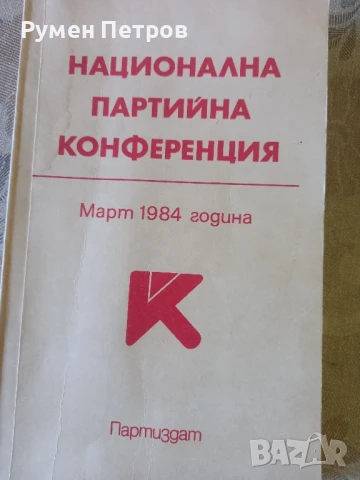 Румен Петров
НАЦИОНАЛНА
ПАРТИЙНА
КОНФЕРЕНЦИЯ
Март 1984 година
К
Партиздат
BAZAR